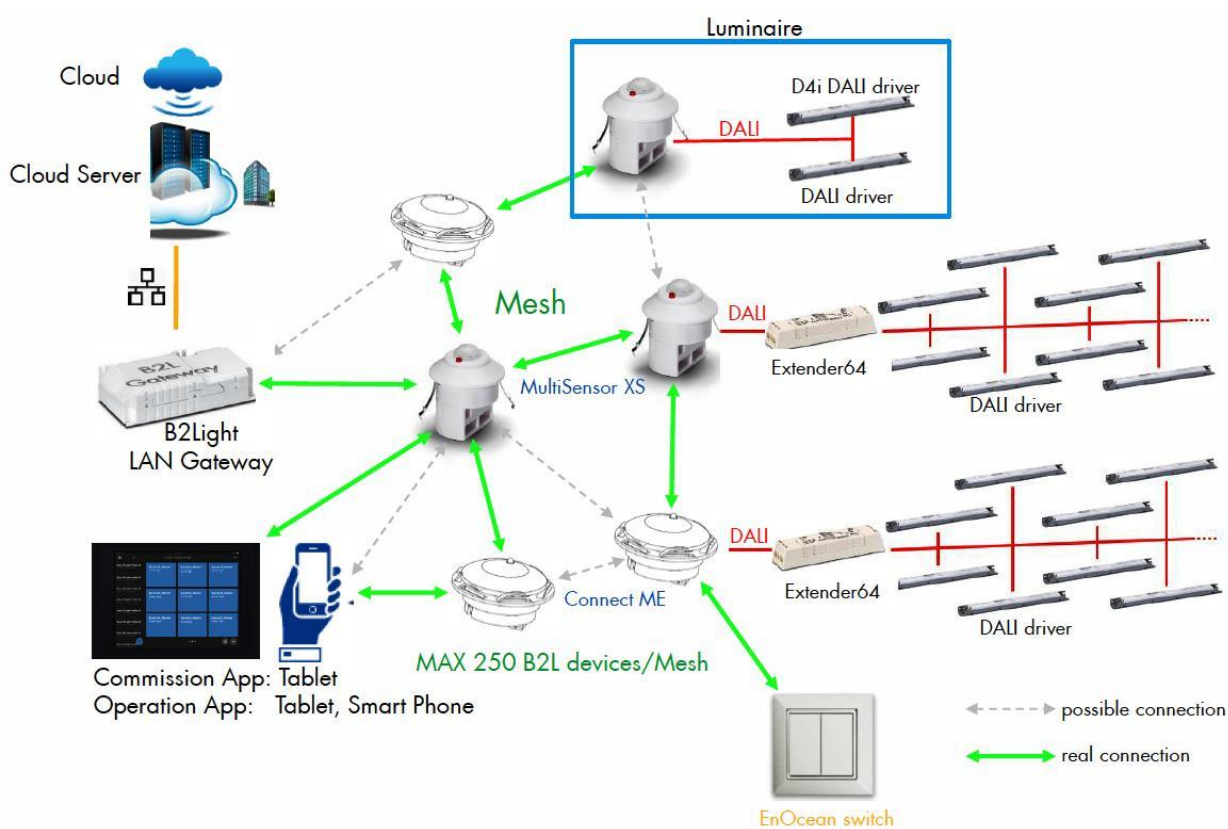 Luminaire
Cloud
D4i DALI driver
DALI
Cloud Server
DALI driver
Mesh
DALI
Extender64
B2L
Gateway
MultiSensor XS
DALI driver
B2Light
LAN Gateway
DALI
Extender64
Connect ME
DALI driver
MAX 250 B2L devices/Mesh
Commission App: Tablet
Operation App: Tablet, Smart Phone
possible connection
real connection
EnOcean switch